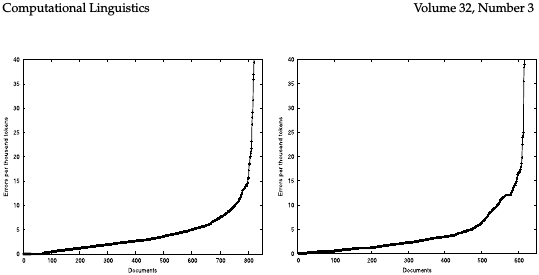 Computational Linguistics Volume 32, Number 3
40 40
35 35
30 30
25 25
20 20
15 15
10 10
5 5
0 0
Errors per thousand tokens Errors per thousand tokens
0 100 200 300 400 500 600 700 800 0 100 200 300 400 500 600
Documents Documents